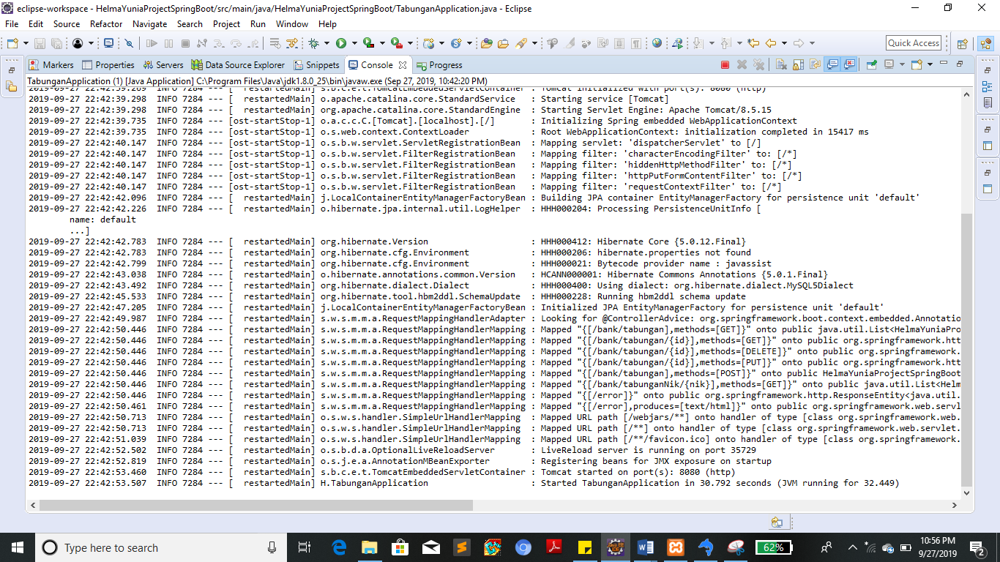 eclipse-workspace - HelmaYuniaProjectSpringBoot/src/main/java/HelmaYuniaProjectSpringBoot/TabunganApplication.java - Eclipse
File Edit Source Refactor Navigate Search Project Run Window Help
Quick Access
Markers Properties Servers Data Source Explorer Snippets Console Progress
TabunganApplication (1) [Java Application] C:\Program Files\Java\jdk1.8.0_25\bin\javaw.exe (Sep 27, 2019, 10:42:20 PM)
2019-09-27 22:42:39.269 INFO 7284 --- [ restartedMain] s.b.c.e.t.TomcatEmbeddedServletContainer : Tomcat initialized with port(s): 8080 (http)
2019-09-27 22:42:39.298 INFO 7284 --- [ restartedMain] o.apache.catalina.core.StandardService : Starting service [Tomcat]
2019-09-27 22:42:39.298 INFO 7284 --- [ restartedMain] org.apache.catalina.core.StandardEngine : Starting Servlet Engine: Apache Tomcat/8.5.15
2019-09-27 22:42:39.735 INFO 7284 --- [ost-startStop-1] o.a.c.c.C.[Tomcat].[localhost].[/] : Initializing Spring embedded WebApplicationContext
2019-09-27 22:42:39.735 INFO 7284 --- [ost-startStop-1] o.s.web.context.ContextLoader : Root WebApplicationContext: initialization completed in 15417 ms
2019-09-27 22:42:40.147 INFO 7284 --- [ost-startStop-1] o.s.b.w.servlet.ServletRegistrationBean : Mapping servlet: 'dispatcherServlet' to [/]
2019-09-27 22:42:40.147 INFO 7284 --- [ost-startStop-1] o.s.b.w.servlet.FilterRegistrationBean : Mapping filter: 'characterEncodingFilter' to: [/*]
2019-09-27 22:42:40.147 INFO 7284 --- [ost-startStop-1] o.s.b.w.servlet.FilterRegistrationBean : Mapping filter: 'hiddenHttpMethodFilter' to: [/*]
2019-09-27 22:42:40.147 INFO 7284 --- [ost-startStop-1] o.s.b.w.servlet.FilterRegistrationBean : Mapping filter: 'httpPutFormContentFilter' to: [/*]
2019-09-27 22:42:40.147 INFO 7284 --- [ost-startStop-1] o.s.b.w.servlet.FilterRegistrationBean : Mapping filter: 'requestContextFilter' to: [/*]
2019-09-27 22:42:42.096 INFO 7284 --- [ restartedMain] j.LocalContainerEntityManagerFactoryBean : Building JPA container EntityManagerFactory for persistence unit 'default'
2019-09-27 22:42:42.226 INFO 7284 --- [ restartedMain] o.hibernate.jpa.internal.util.LogHelper : HHH000204: Processing PersistenceUnitInfo [
name: default
...]
2019-09-27 22:42:42.783 INFO 7284 --- [ restartedMain] org.hibernate.Version : HHH000412: Hibernate Core {5.0.12.Final}
2019-09-27 22:42:42.783 INFO 7284 --- [ restartedMain] org.hibernate.cfg.Environment : HHH000206: hibernate.properties not found
2019-09-27 22:42:42.799 INFO 7284 --- [ restartedMain] org.hibernate.cfg.Environment : HHH000021: Bytecode provider name : javassist
2019-09-27 22:42:43.038 INFO 7284 --- [ restartedMain] o.hibernate.annotations.common.Version : HCANN000001: Hibernate Commons Annotations {5.0.1.Final}
2019-09-27 22:42:43.492 INFO 7284 --- [ restartedMain] org.hibernate.dialect.Dialect : HHH000400: Using dialect: org.hibernate.dialect.MySQL5Dialect
2019-09-27 22:42:45.533 INFO 7284 --- [ restartedMain] org.hibernate.tool.hbm2ddl.SchemaUpdate : HHH000228: Running hbm2ddl schema update
2019-09-27 22:42:47.205 INFO 7284 --- [ restartedMain] j.LocalContainerEntityManagerFactoryBean : Initialized JPA EntityManagerFactory for persistence unit 'default'
2019-09-27 22:42:49.987 INFO 7284 --- [ restartedMain] s.w.s.m.m.a.RequestMappingHandlerAdapter : Looking for @ControllerAdvice: org.springframework.boot.context.embedded.Annotatio
2019-09-27 22:42:50.446 INFO 7284 --- [ restartedMain] s.w.s.m.m.a.RequestMappingHandlerMapping : Mapped "{[/bank/tabungan],methods=[GET]}" onto public java.util.List<HelmaYuniaPro
2019-09-27 22:42:50.446 INFO 7284 --- [ restartedMain] s.w.s.m.m.a.RequestMappingHandlerMapping : Mapped "{[/bank/tabungan/{id}],methods=[GET]}" onto public org.springframework.htt
2019-09-27 22:42:50.446 INFO 7284 --- [ restartedMain] s.w.s.m.m.a.RequestMappingHandlerMapping : Mapped "{[/bank/tabungan/{id}],methods=[DELETE]}" onto public org.springframework.
2019-09-27 22:42:50.446 INFO 7284 --- [ restartedMain] s.w.s.m.m.a.RequestMappingHandlerMapping : Mapped "{[/bank/tabungan/{id}],methods=[PUT]}" onto public org.springframework.htt
2019-09-27 22:42:50.446 INFO 7284 --- [ restartedMain] s.w.s.m.m.a.RequestMappingHandlerMapping : Mapped "{[/bank/tabungan],methods=[POST]}" onto public HelmaYuniaProjectSpringBoot
2019-09-27 22:42:50.446 INFO 7284 --- [ restartedMain] s.w.s.m.m.a.RequestMappingHandlerMapping : Mapped "{[/bank/tabunganNik/{nik}],methods=[GET]}" onto public java.util.List<Helm
2019-09-27 22:42:50.446 INFO 7284 --- [ restartedMain] s.w.s.m.m.a.RequestMappingHandlerMapping : Mapped "{[/error]}" onto public org.springframework.http.ResponseEntity<java.util.
2019-09-27 22:42:50.461 INFO 7284 --- [ restartedMain] s.w.s.m.m.a.RequestMappingHandlerMapping : Mapped "{[/error],produces=[text/html]}" onto public org.springframework.web.servl
2019-09-27 22:42:50.713 INFO 7284 --- [ restartedMain] o.s.w.s.handler.SimpleUrlHandlerMapping : Mapped URL path [/webjars/**] onto handler of type [class org.springframework.web.
2019-09-27 22:42:50.713 INFO 7284 --- [ restartedMain] o.s.w.s.handler.SimpleUrlHandlerMapping : Mapped URL path [/**] onto handler of type [class org.springframework.web.servlet.
2019-09-27 22:42:51.039 INFO 7284 --- [ restartedMain] o.s.w.s.handler.SimpleUrlHandlerMapping : Mapped URL path [/**/favicon.ico] onto handler of type [class org.springframework.
2019-09-27 22:42:52.502 INFO 7284 --- [ restartedMain] o.s.b.d.a.OptionalLiveReloadServer : LiveReload server is running on port 35729
2019-09-27 22:42:52.819 INFO 7284 --- [ restartedMain] o.s.j.e.a.AnnotationMBeanExporter : Registering beans for JMX exposure on startup
2019-09-27 22:42:53.460 INFO 7284 --- [ restartedMain] s.b.c.e.t.TomcatEmbeddedServletContainer : Tomcat started on port(s): 8080 (http)
2019-09-27 22:42:53.507 INFO 7284 --- [ restartedMain] H.TabunganApplication : Started TabunganApplication in 30.792 seconds (JVM running for 32.449)
Type here to search
62%
10:56 PM
9/27/2019
2